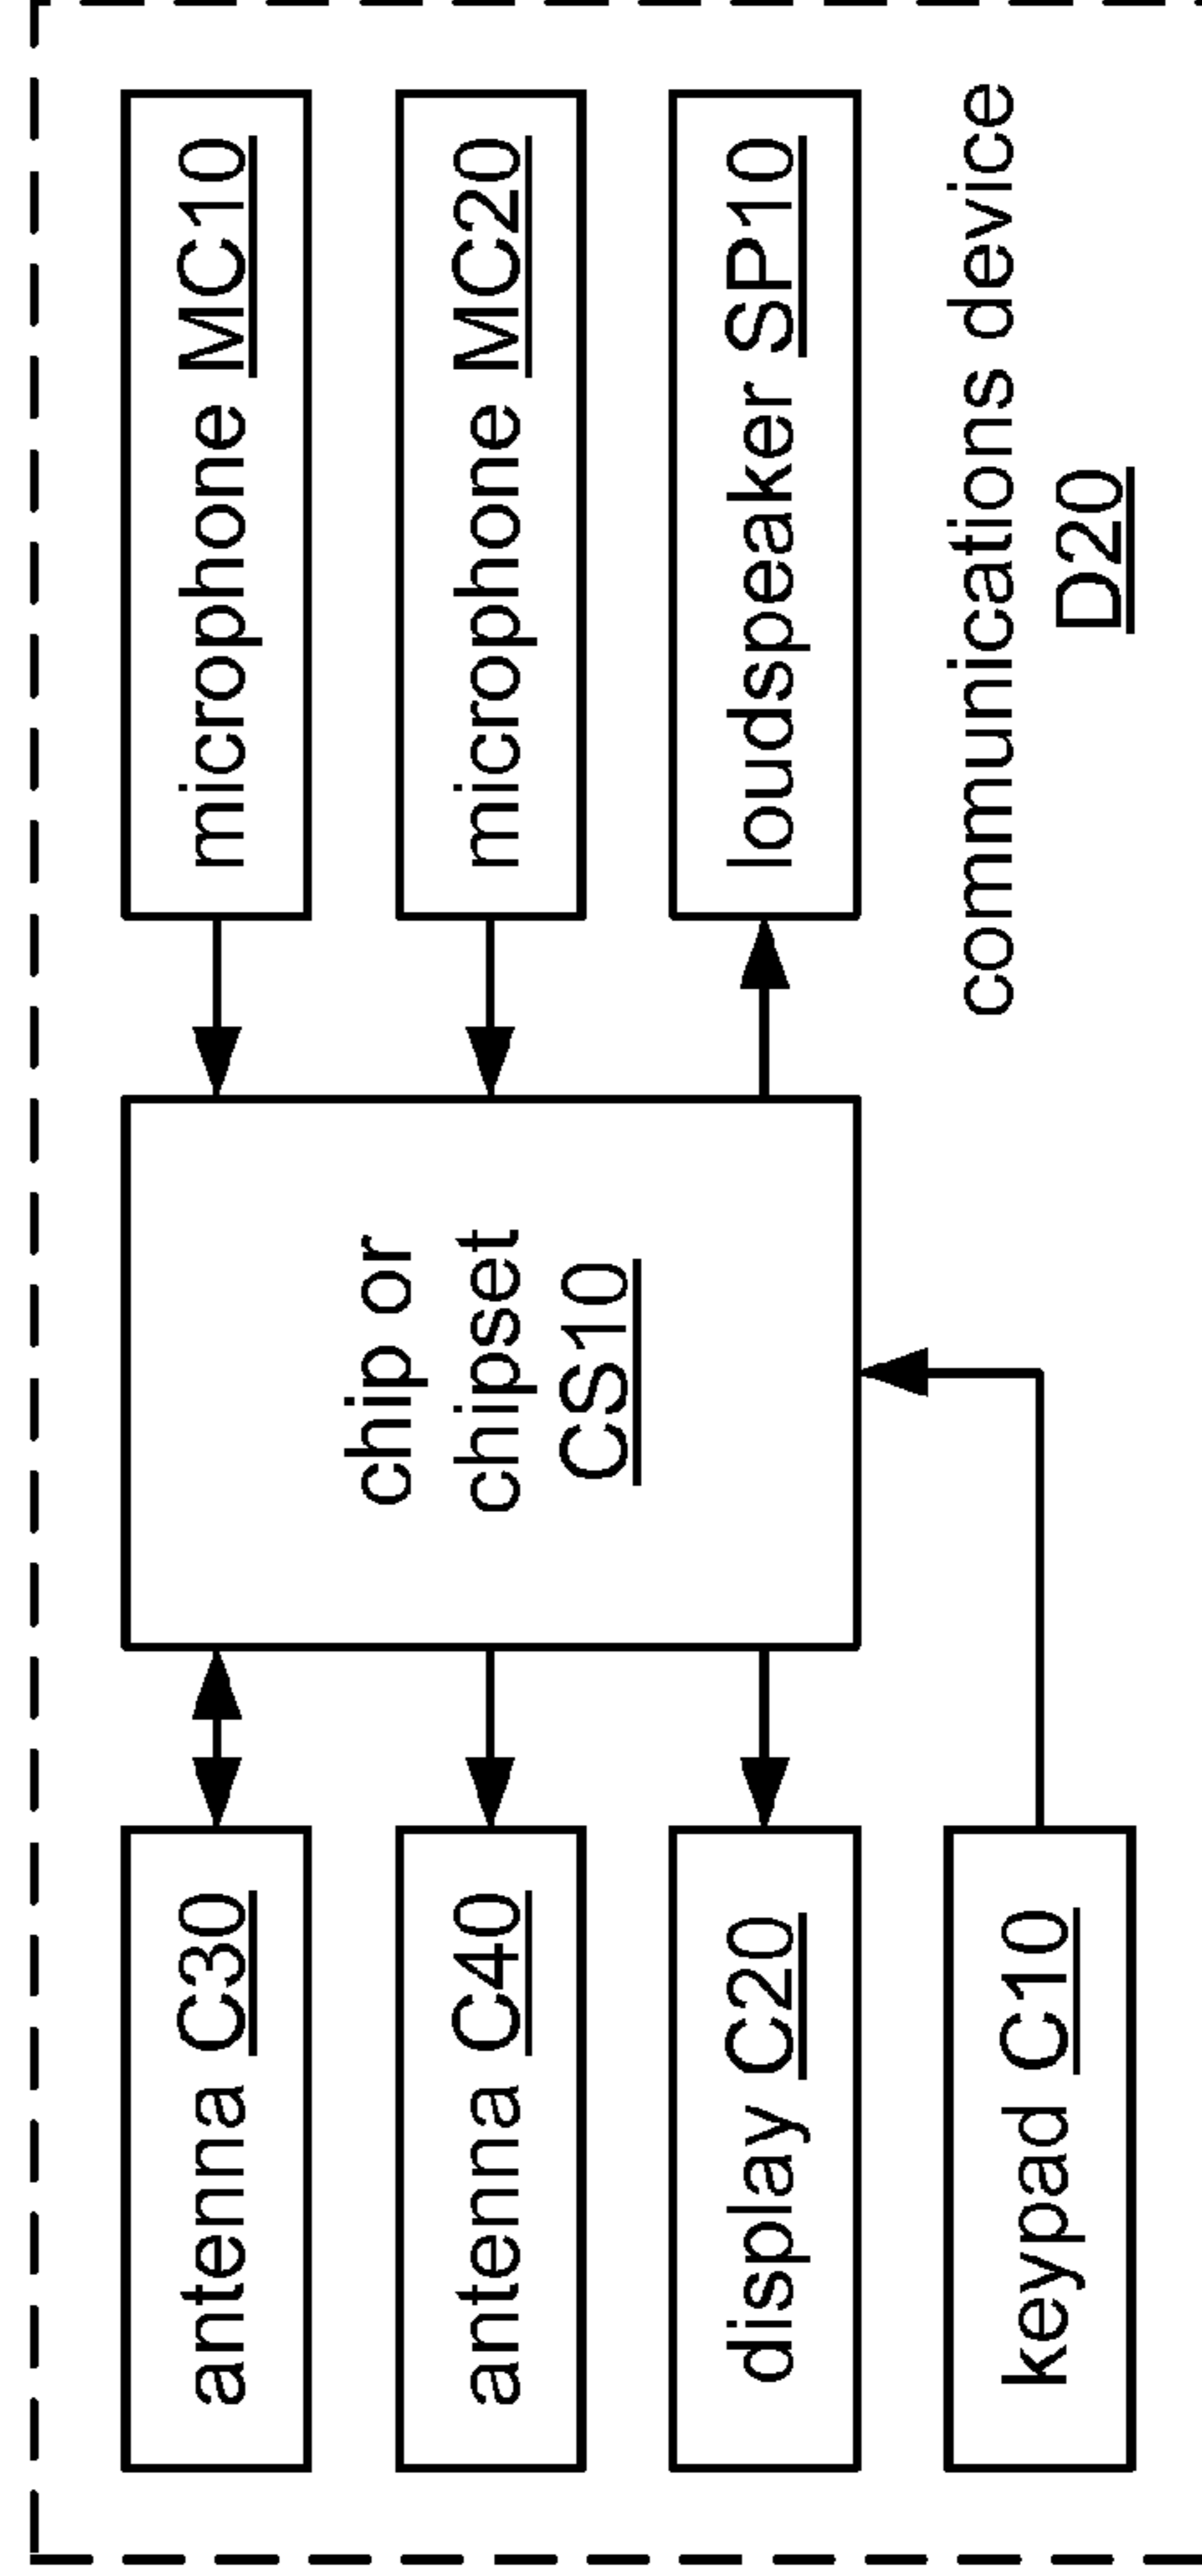 antenna C30
antenna C40
display C20
keypad C10
chip or
chipset
CS10
microphone MC10
microphone MC20
loudspeaker SP10
communications device
D20